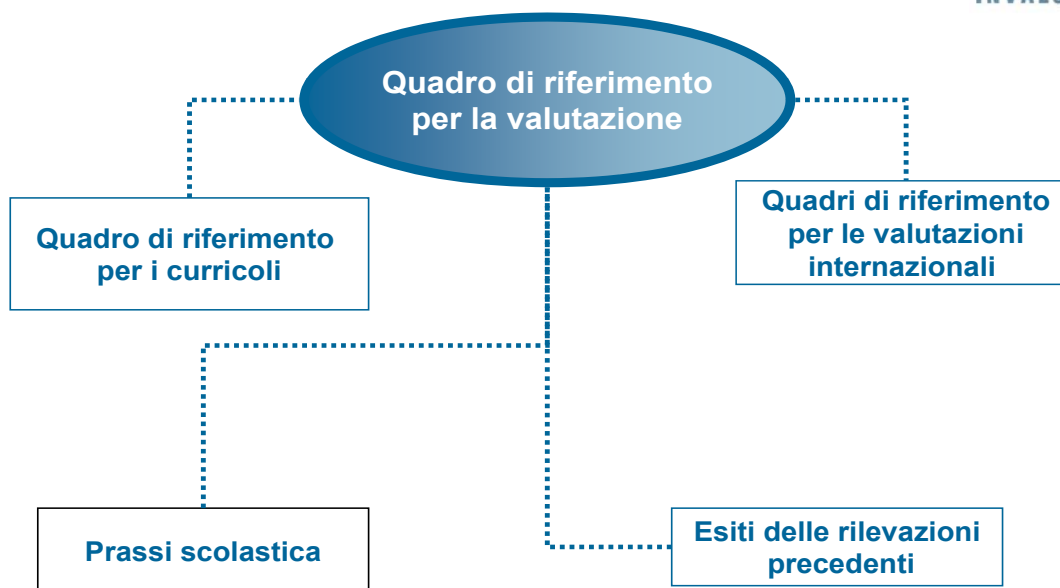 Quadro di riferimento
per la valutazione
Quadro di riferimento
per i curricoli
Quadri di riferimento
per le valutazioni
internazionali
Prassi scolastica
Esiti delle rilevazioni
precedenti